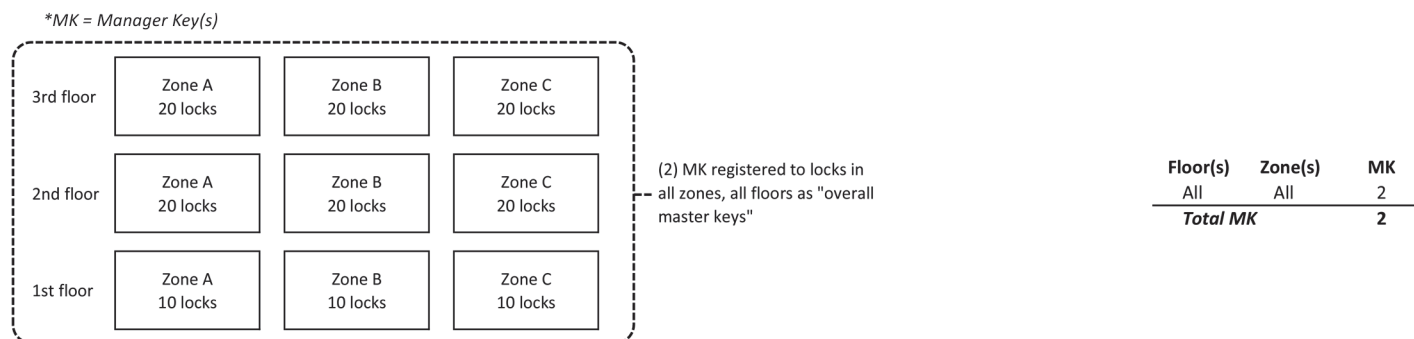 *MK = Manager Key(s)
3rd floor
Zone A
20 locks
Zone B
20 locks
Zone C
20 locks
2nd floor
Zone A
20 locks
Zone B
20 locks
Zone C
20 locks
1st floor
Zone A
10 locks
Zone B
10 locks
Zone C
10 locks
(2) MK registered to locks in
all zones, all floors as "overall
master keys"
Floor(s) Zone(s) MK
All All 2
Total MK 2